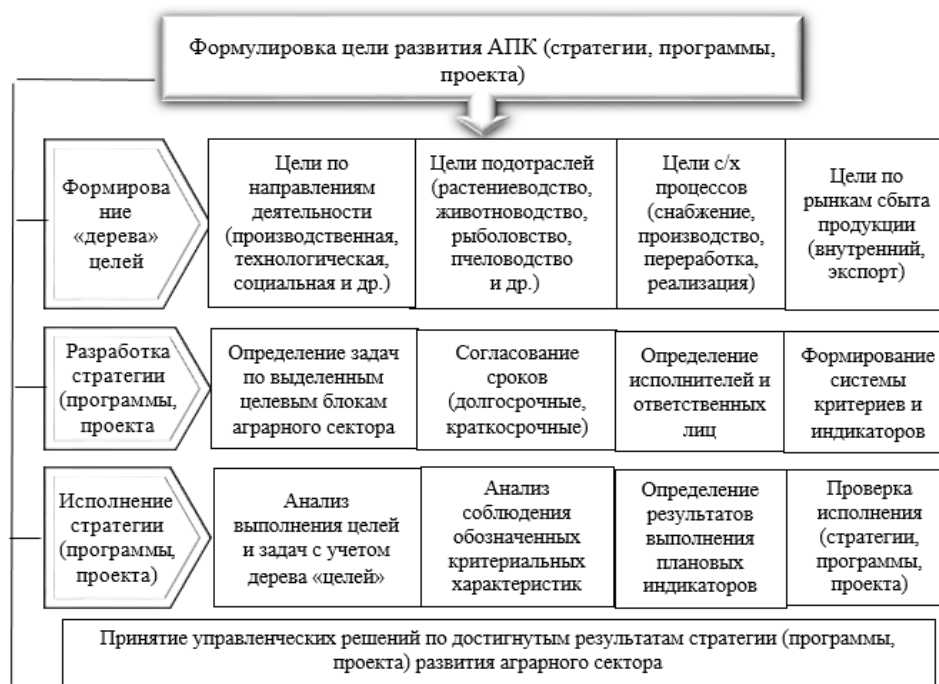 Формулировка цели развития АПК (стратегии, программы,
проекта)
Формирова
ние
«дерева»
целей
Цели по
направлениям
деятельности
(производственная,
технологическая,
социальная и др.)
Цели подотраслей
(растениеводство,
животноводство,
рыболовство,
пчеловодство
и др.)
Цели с/х
процессов
(снабжение,
производство,
переработка,
реализация)
Цели по
рынкам сбыта
продукции
(внутренний,
экспорт)
Разработка
стратегии
(программы,
проекта
Определение задач
по выделенным
целевым блокам
аграрного сектора
Согласование
сроков
(долгосрочные,
краткосрочные)
Определение
исполнителей и
ответственных
лиц
Формирование
системы
критериев и
индикаторов
Исполнение
стратегии
(программы,
проекта)
Анализ
выполнения целей
и задач с учетом
дерева «целей»
Анализ
соблюдения
обозначенных
критериальных
характеристик
Определение
результатов
выполнения
плановых
индикаторов
Проверка
исполнения
(стратегии,
программы,
проекта)
Принятие управленческих решений по достигнутым результатам стратегии (программы,
проекта) развития аграрного сектора